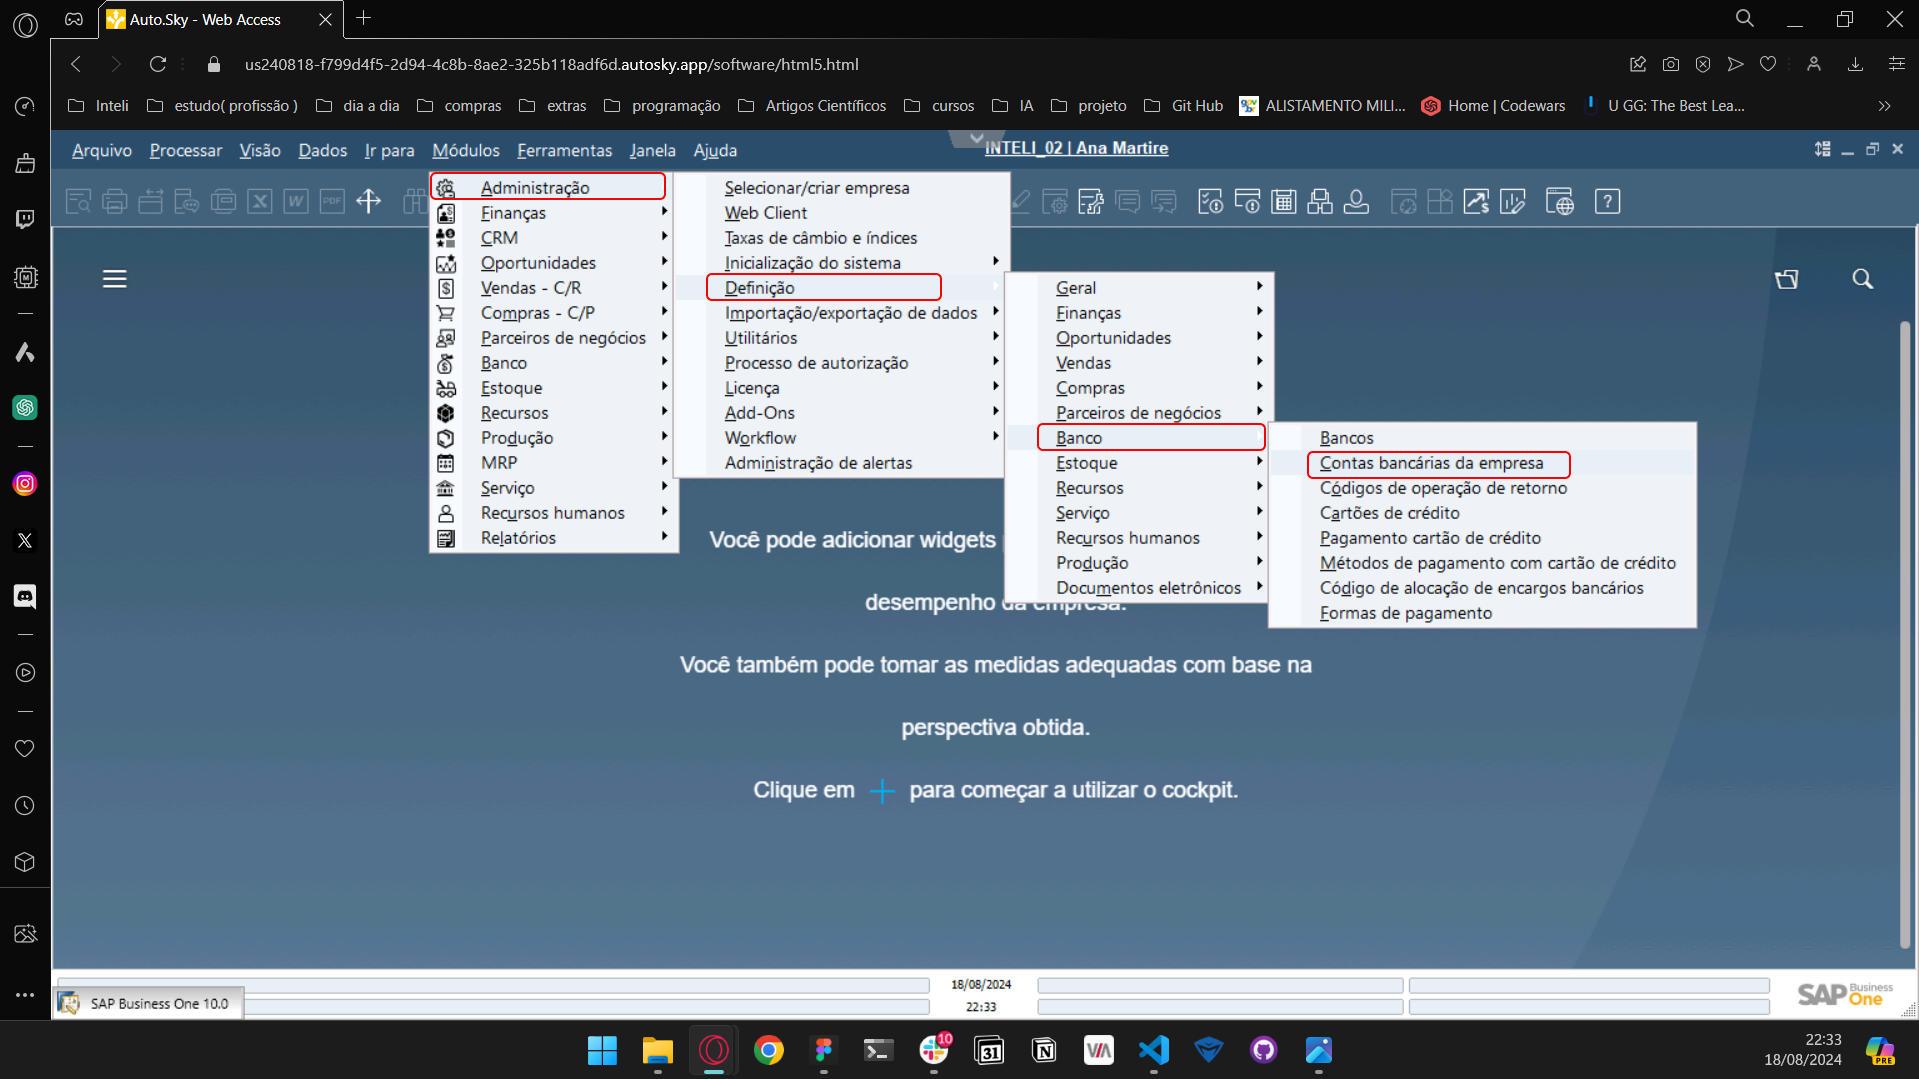 Auto.Sky - Web Access
us240818-f799d4f5-2d94-4c8b-8ae2-325b118adf6d.autosky.app/software/html5.html
Inteli
estudo( profissão )
dia a dia
compras
extras
programação
Artigos Científicos
cursos
IA
projeto
Git Hub
ALISTAMENTO MILI...
Home | Codewars
U GG: The Best Lea...
Arquivo
Processar
Visão
Dados
Ir para
Módulos
Ferramentas
Janela
Ajuda
INTELI_02 | Ana Martire
Administração
Finanças
CRM
Oportunidades
Vendas - C/R
Compras - C/P
Parceiros de negócios
Banco
Estoque
Recursos
Produção
MRP
Serviço
Recursos humanos
Relatórios
Selecionar/criar empresa
Web Client
Taxas de câmbio e índices
Inicialização do sistema
Definição
Importação/exportação de dados
Utilitários
Processo de autorização
Licença
Add-Ons
Workflow
Administração de alertas
Geral
Finanças
Oportunidades
Vendas
Compras
Parceiros de negócios
Banco
Estoque
Recursos
Serviço
Recursos humanos
Produção
Documentos eletrônicos
Bancos
Contas bancárias da empresa
Códigos de operação de retorno
Cartões de crédito
Pagamento cartão de crédito
Métodos de pagamento com cartão de crédito
Código de alocação de encargos bancários
Formas de pagamento
Você pode adicionar widgets
desempenho da empresa.
Você também pode tomar as medidas adequadas com base na
perspectiva obtida.
Clique em + para começar a utilizar o cockpit.
18/08/2024
22:33
SAP Business One
SAP Business One 10.0
10
31
22:33
18/08/2024
PRE